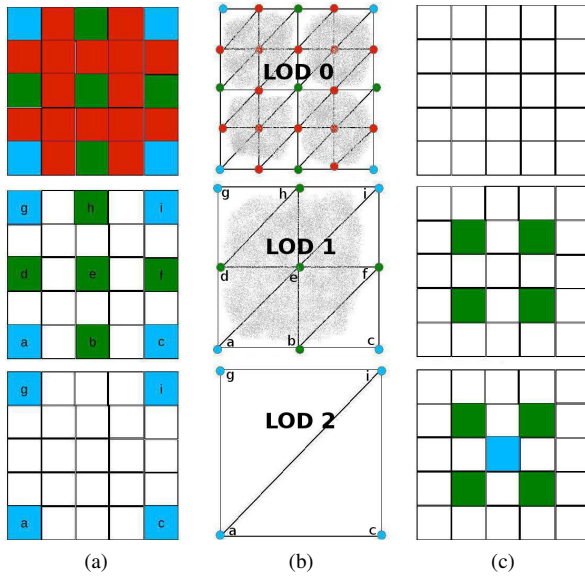 LOD 0
g h i
d e f
a b c
g h i
LOD 1
d e f
a b c
g i
a c
g i
LOD 2
a c
(a) (b) (c)